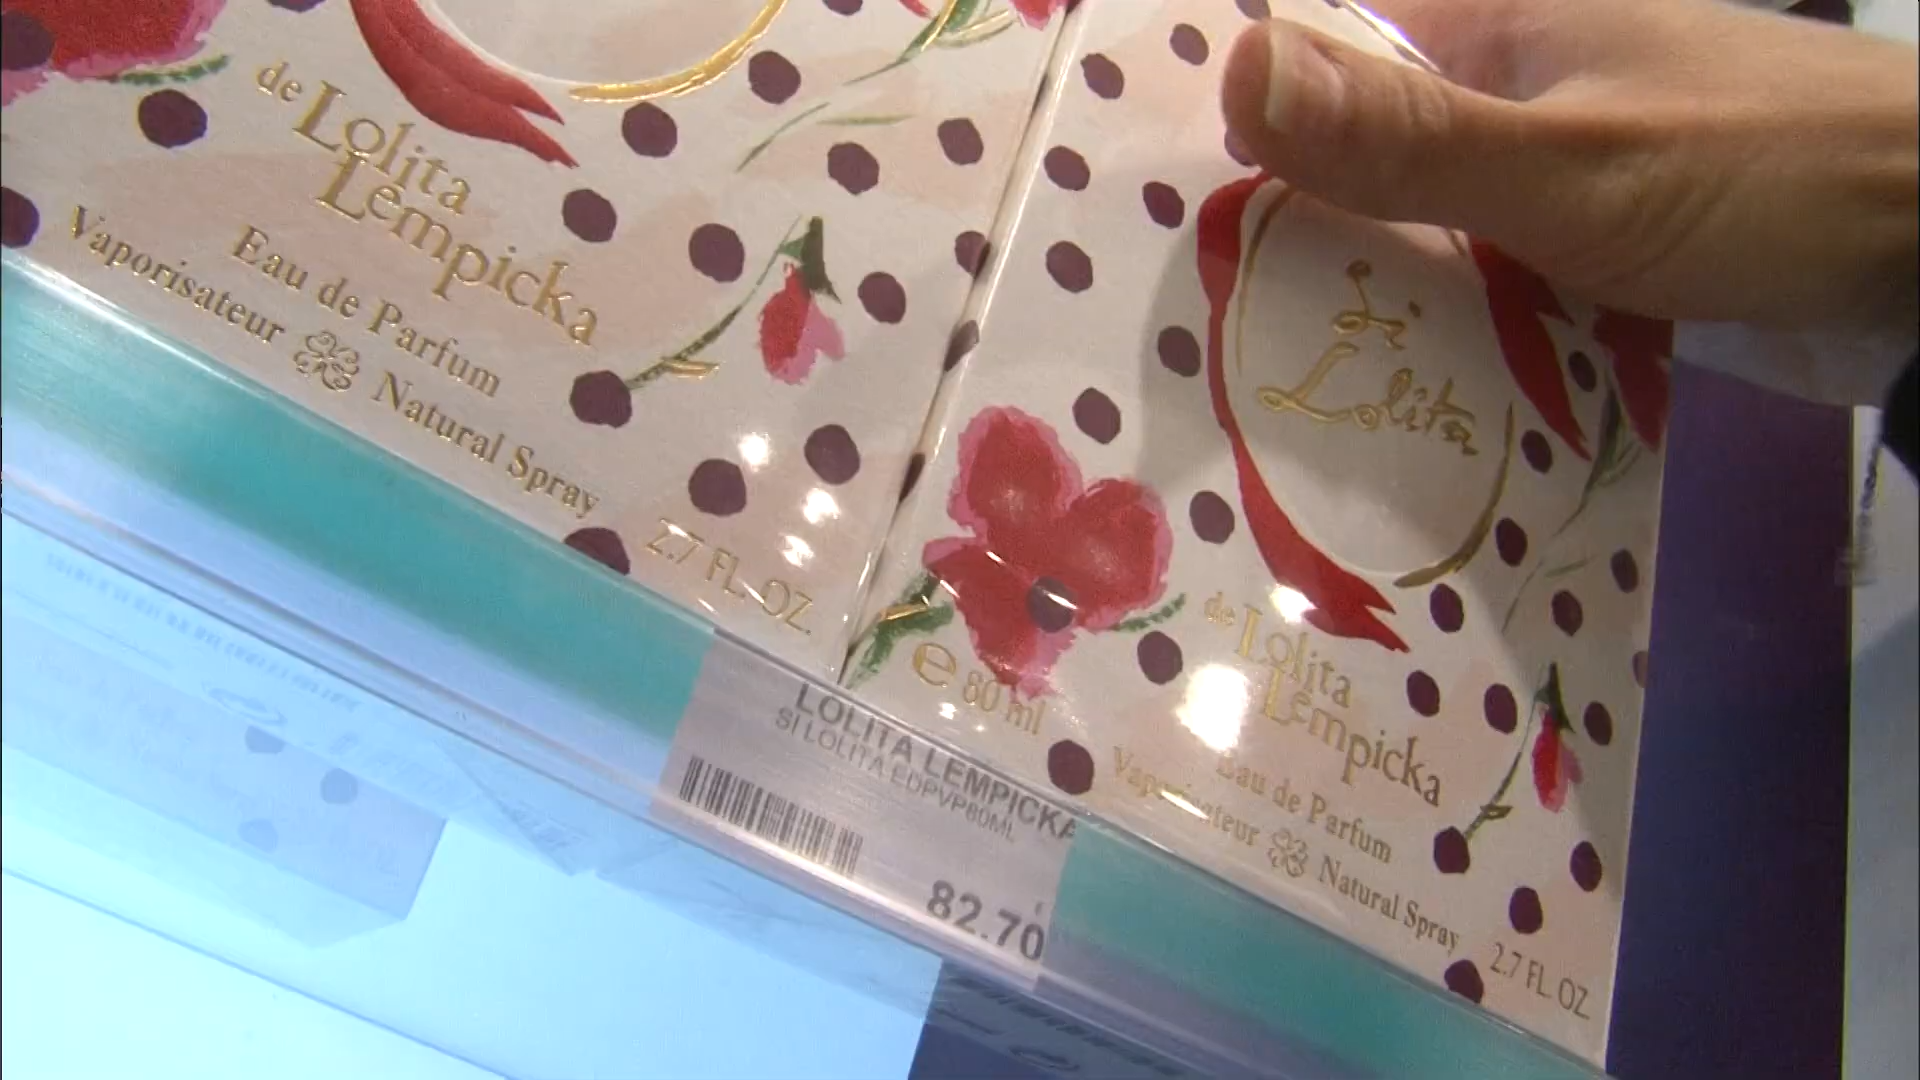 de Lolita
Lempicka
Eau de Parfum
Vaporisateur Natural Spray
2.7 FL. OZ.
e 80 ml
Si
Lolita
de Lolita
Lempicka
Eau de Parfum
Vaporisateur Natural Spray
2.7 FL. OZ
LOLITA LEMPICKA
SI LOLITA EDPVP80ML
82.70